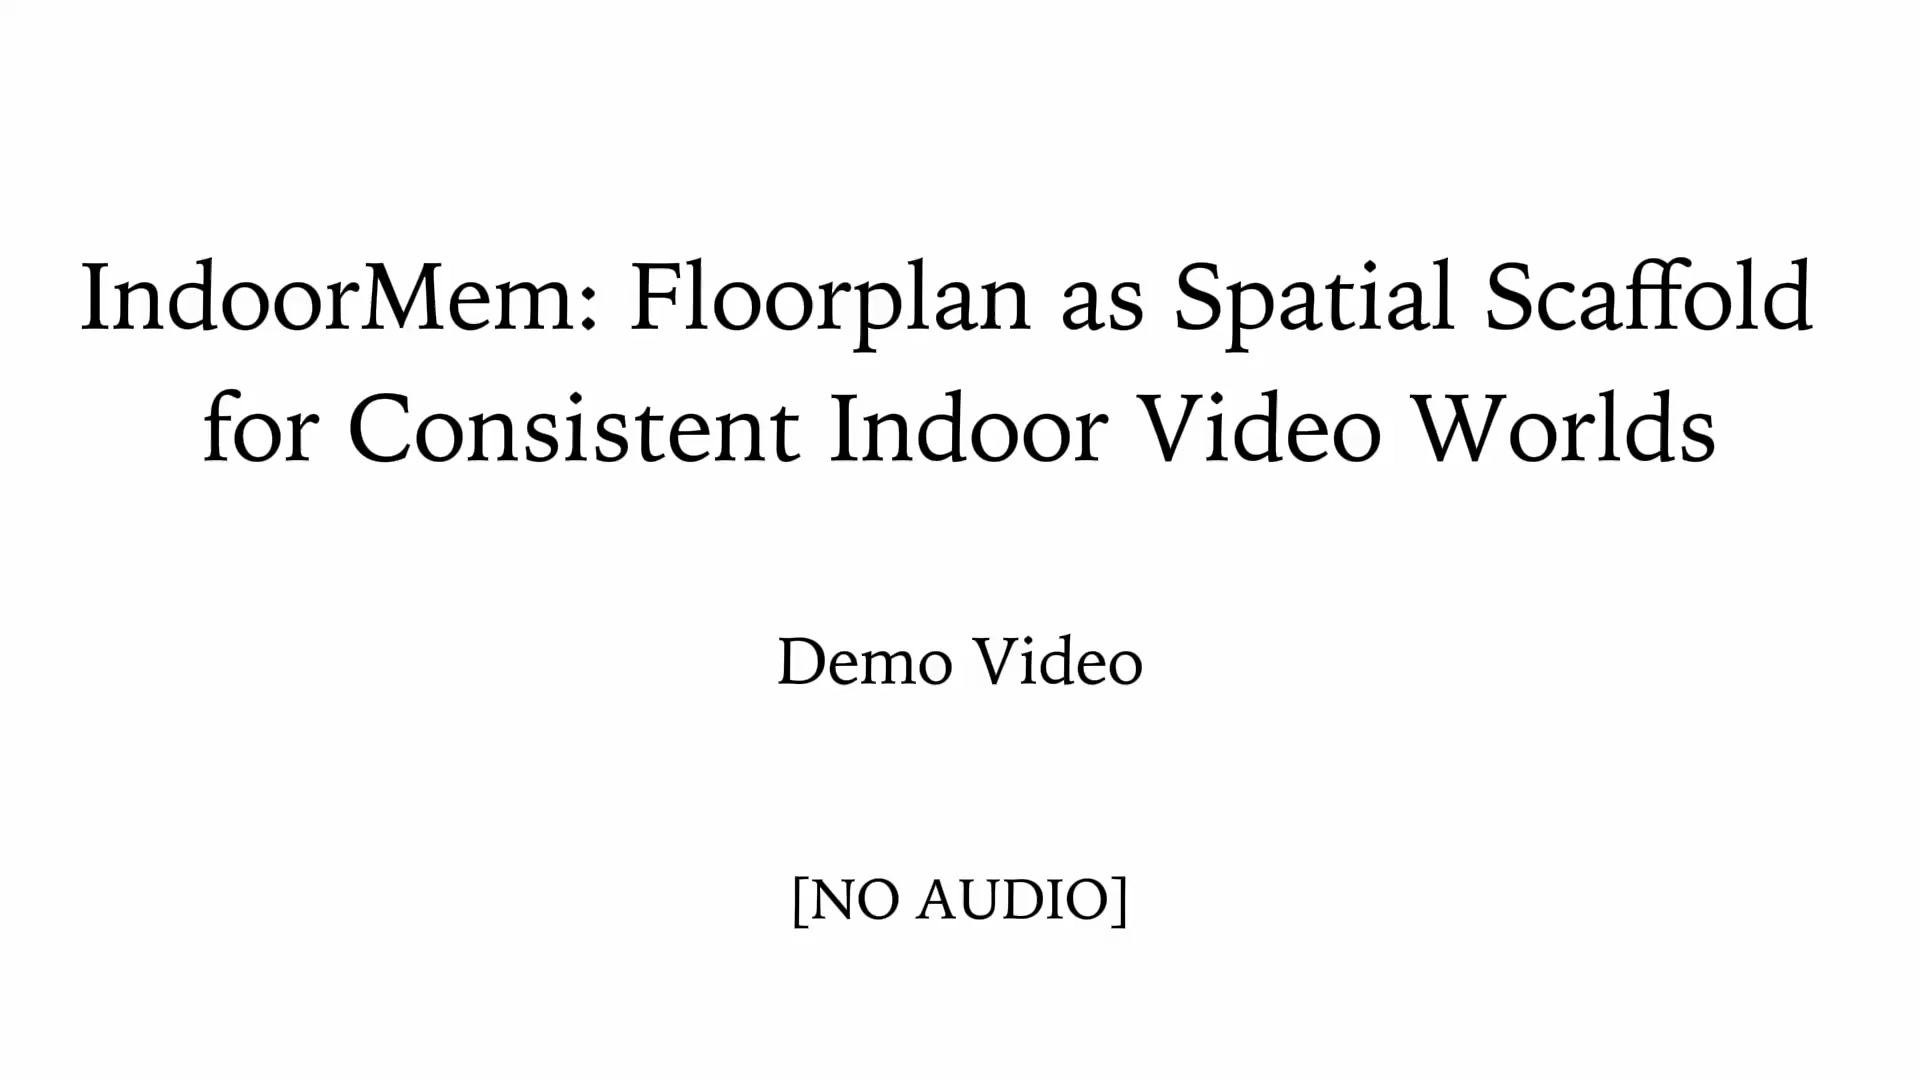 IndoorMem: Floorplan as Spatial Scaffold
for Consistent Indoor Video Worlds
Demo Video
[NO AUDIO]